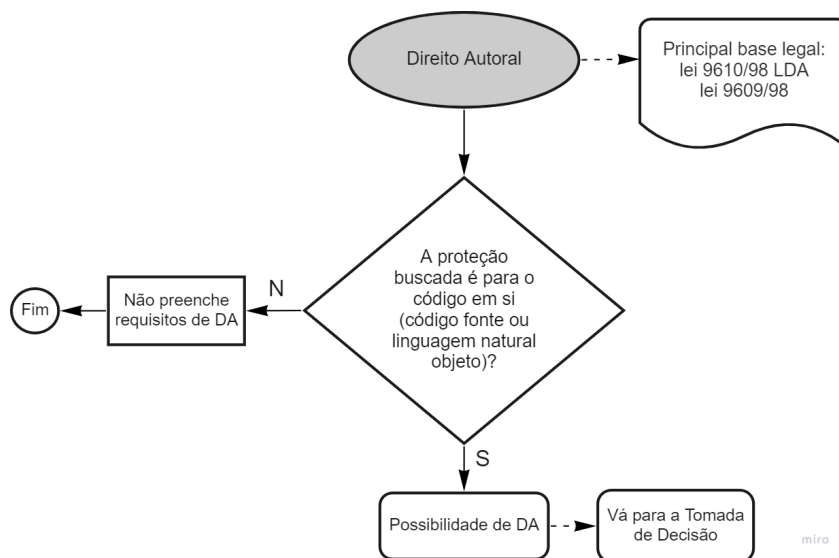 Direito Autoral
Principal base legal:
lei 9610/98 LDA
lei 9609/98
A proteção
buscada é para o
código em si
(código fonte ou
linguagem natural
objeto)?
N
Não preenche
requisitos de DA
Fim
S
Possibilidade de DA
Vá para a Tomada
de Decisão
miro